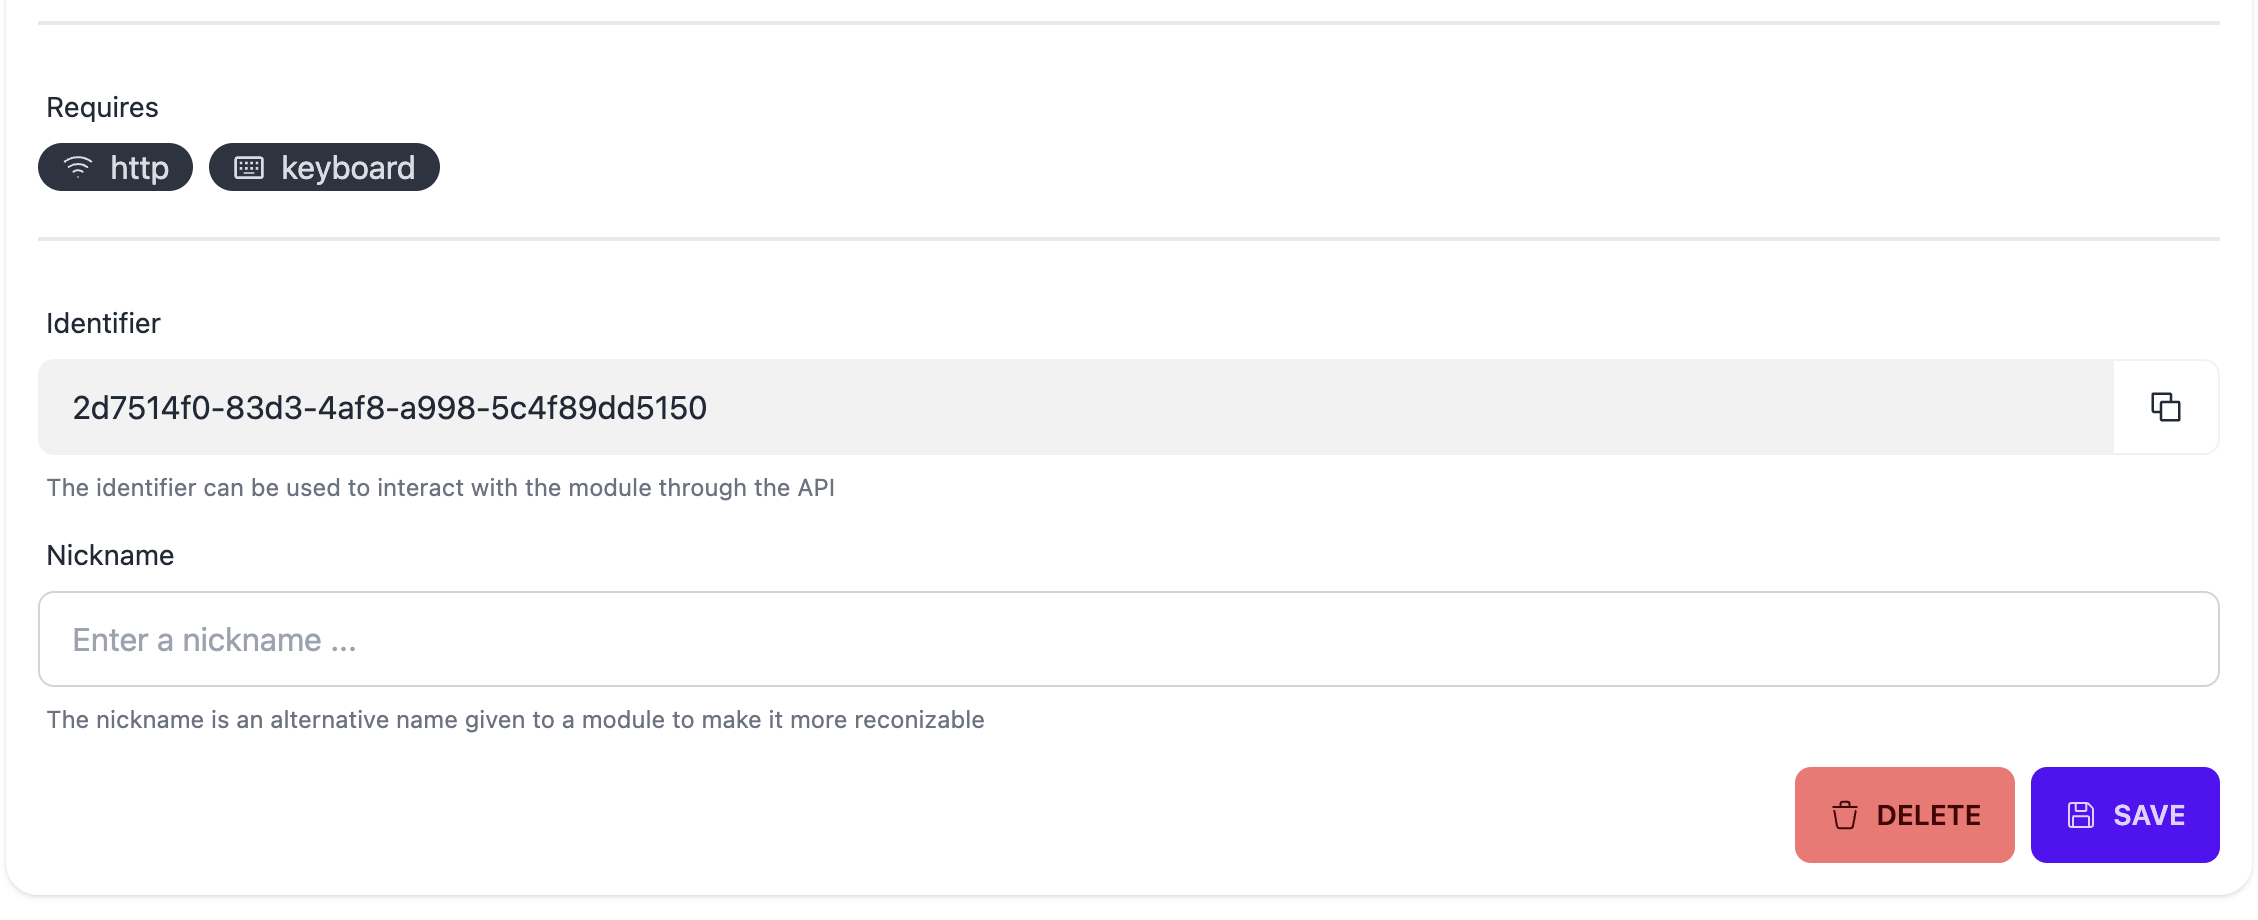 Requires
http keyboard
Identifier
2d7514f0-83d3-4af8-a998-5c4f89dd5150
The identifier can be used to interact with the module through the API
Nickname
Enter a nickname ...
The nickname is an alternative name given to a module to make it more reconizable
DELETE SAVE